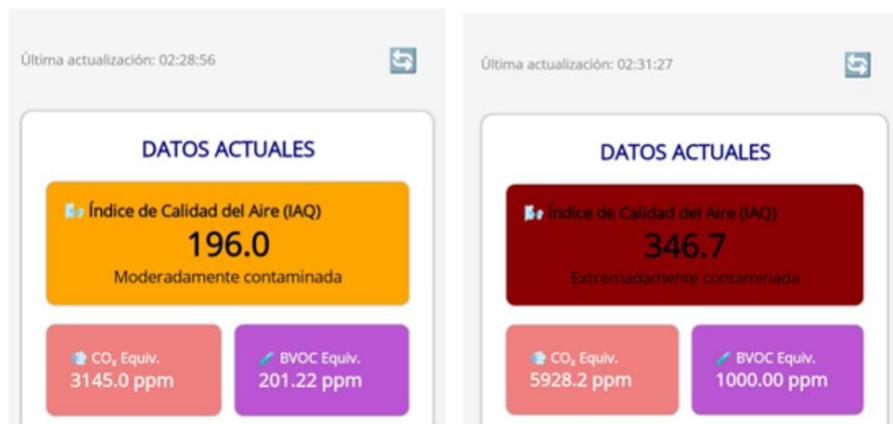 Última actualización: 02:28:56
DATOS ACTUALES
Índice de Calidad del Aire (IAQ)
196.0
Moderadamente contaminada
CO₂ Equiv.
3145.0 ppm
BVOC Equiv.
201.22 ppm
Última actualización: 02:31:27
DATOS ACTUALES
Índice de Calidad del Aire (IAQ)
346.7
Extremadamente contaminada
CO₂ Equiv.
5928.2 ppm
BVOC Equiv.
1000.00 ppm